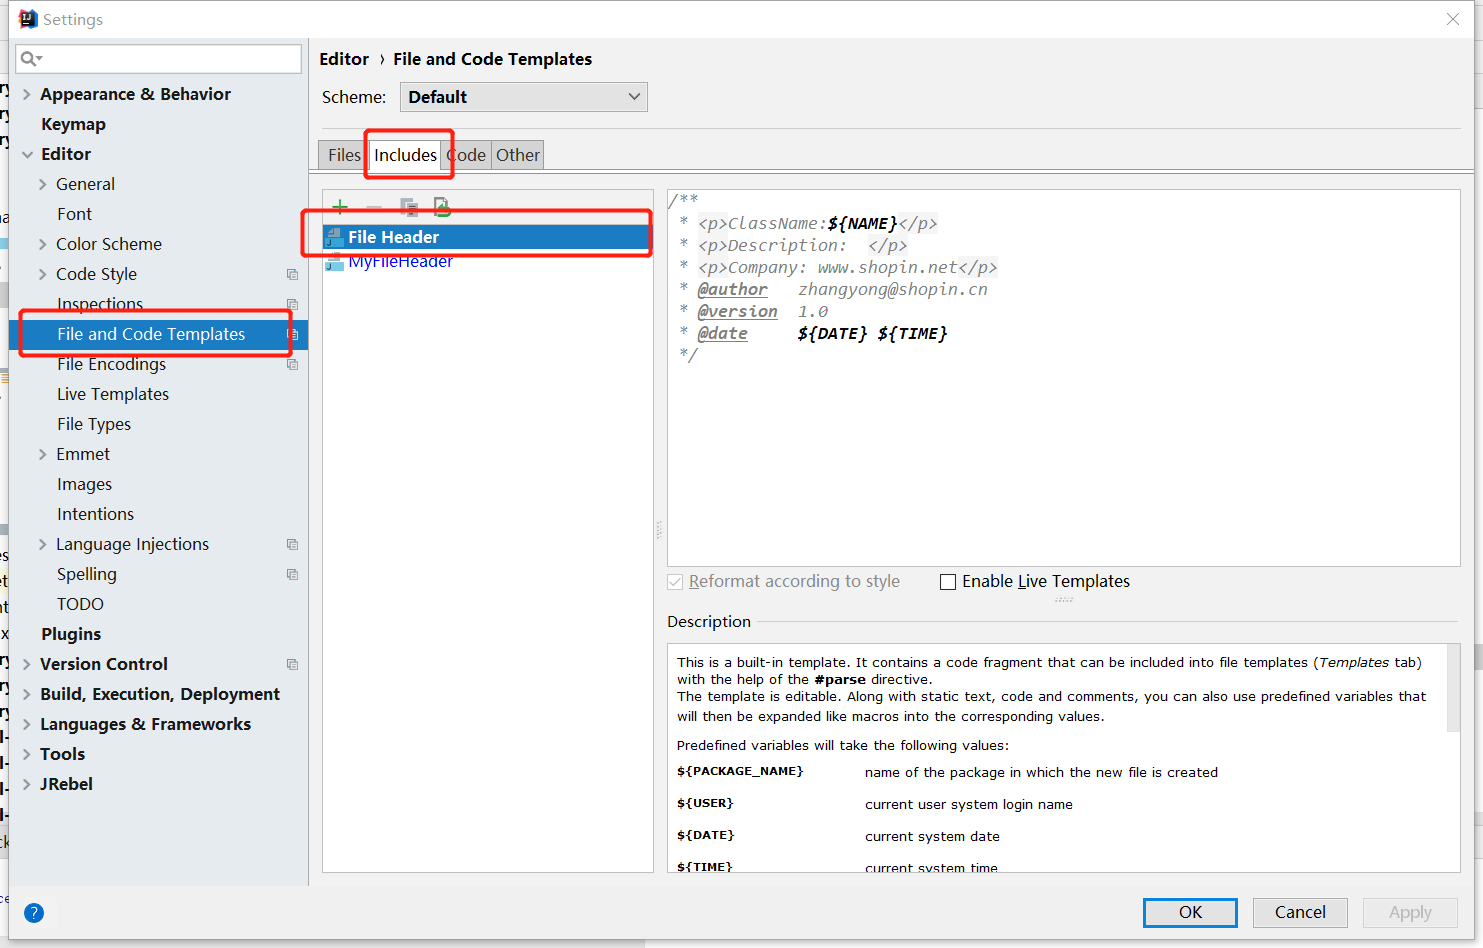 Settings
Appearance & Behavior
Keymap
Editor
General
Font
Color Scheme
Code Style
Inspections
File and Code Templates
File Encodings
Live Templates
File Types
Emmet
Images
Intentions
Language Injections
Spelling
TODO
Plugins
Version Control
Build, Execution, Deployment
Languages & Frameworks
Tools
JRebel
Editor › File and Code Templates
Scheme: Default
Files Includes Code Other
File Header
MyFileHeader
/**
* <p>ClassName:${NAME}</p>
* <p>Description:  </p>
* <p>Company: www.shopin.net</p>
* @author   zhangyong@shopin.cn
* @version  1.0
* @date     ${DATE} ${TIME}
*/
Reformat according to style Enable Live Templates
Description
This is a built-in template. It contains a code fragment that can be included into file templates (Templates tab)
with the help of the #parse directive.
The template is editable. Along with static text, code and comments, you can also use predefined variables that
will then be expanded like macros into the corresponding values.
Predefined variables will take the following values:
${PACKAGE_NAME} name of the package in which the new file is created
${USER} current user system login name
${DATE} current system date
${TIME} current system time
? OK Cancel Apply